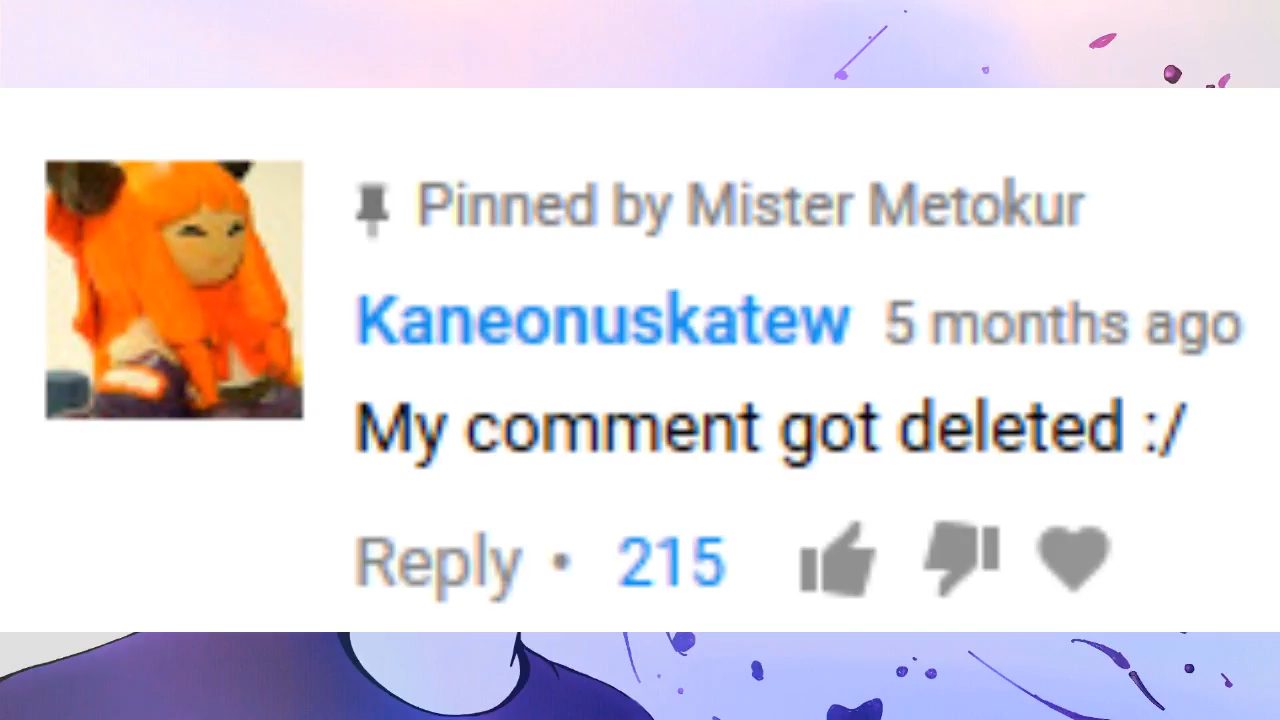 Pinned by Mister Metokur
Kaneonuskatew 5 months ago
My comment got deleted :/
Reply • 215